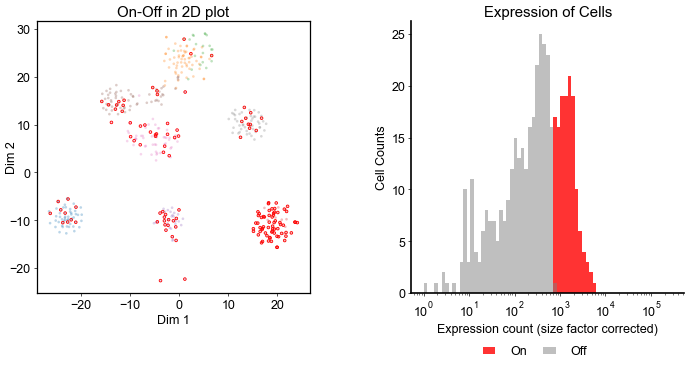 On-Off in 2D plot
30
20
10
0
−10
−20
−20
−10
0
10
20
Dim 2
Dim 1
Expression of Cells
25
20
15
10
5
0
10^0
10^1
10^2
10^3
10^4
10^5
Cell Counts
Expression count (size factor corrected)
On
Off